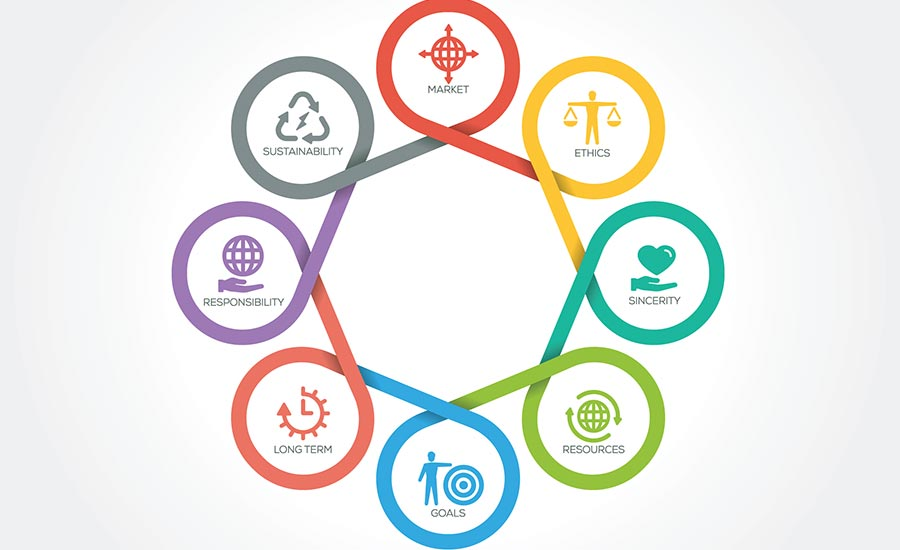 MARKET
SUSTAINABILITY
ETHICS
RESPONSIBILITY
SINCERITY
LONG TERM
RESOURCES
GOALS